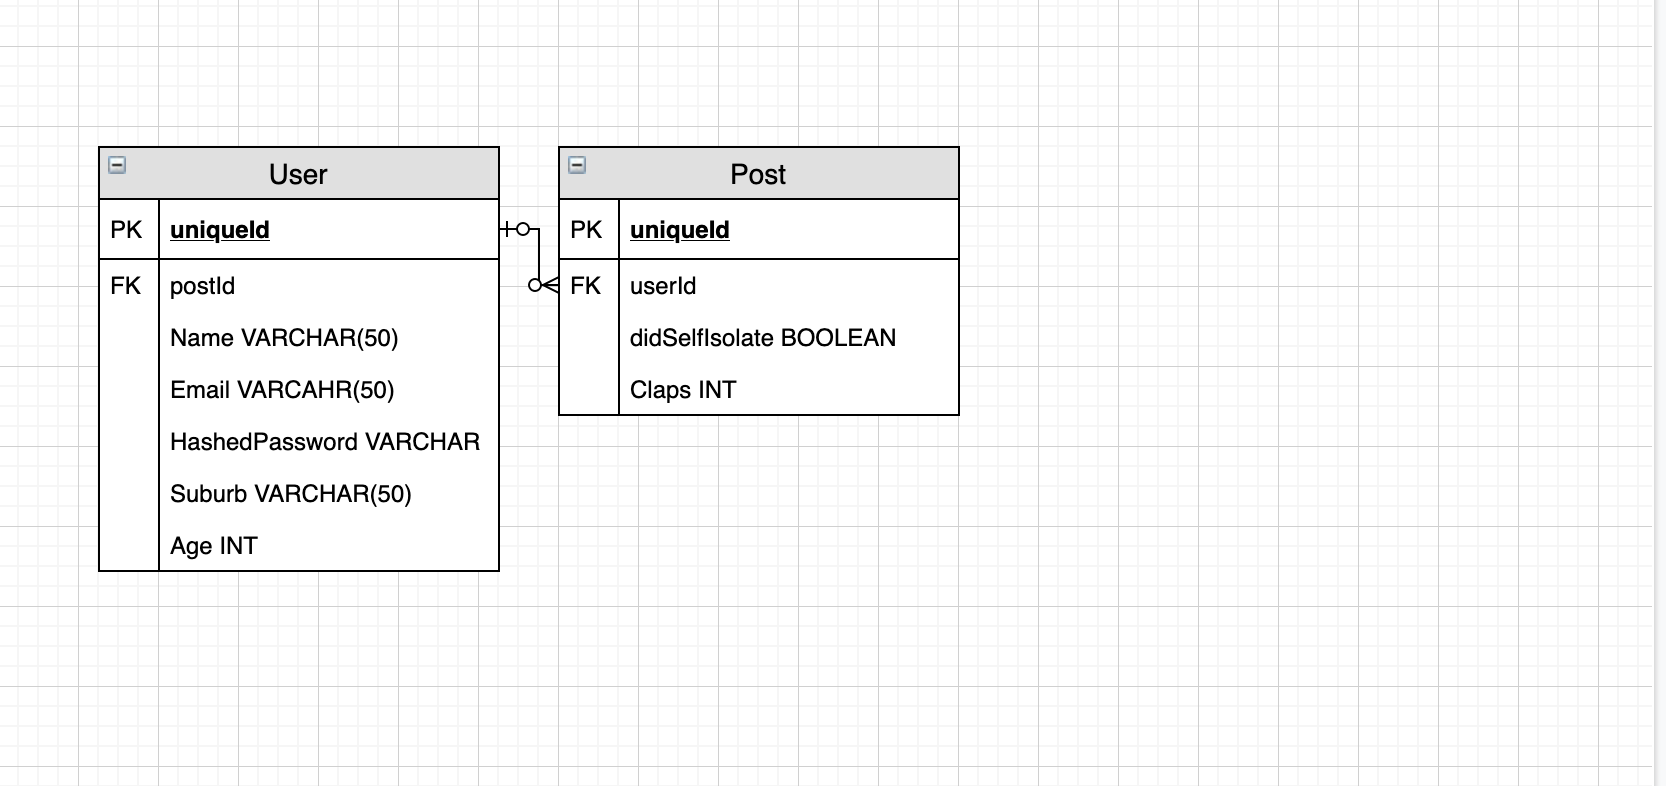 User
PK uniqueId
FK postId
Name VARCHAR(50)
Email VARCAHR(50)
HashedPassword VARCHAR
Suburb VARCHAR(50)
Age INT
Post
PK uniqueId
FK userId
didSelfIsolate BOOLEAN
Claps INT